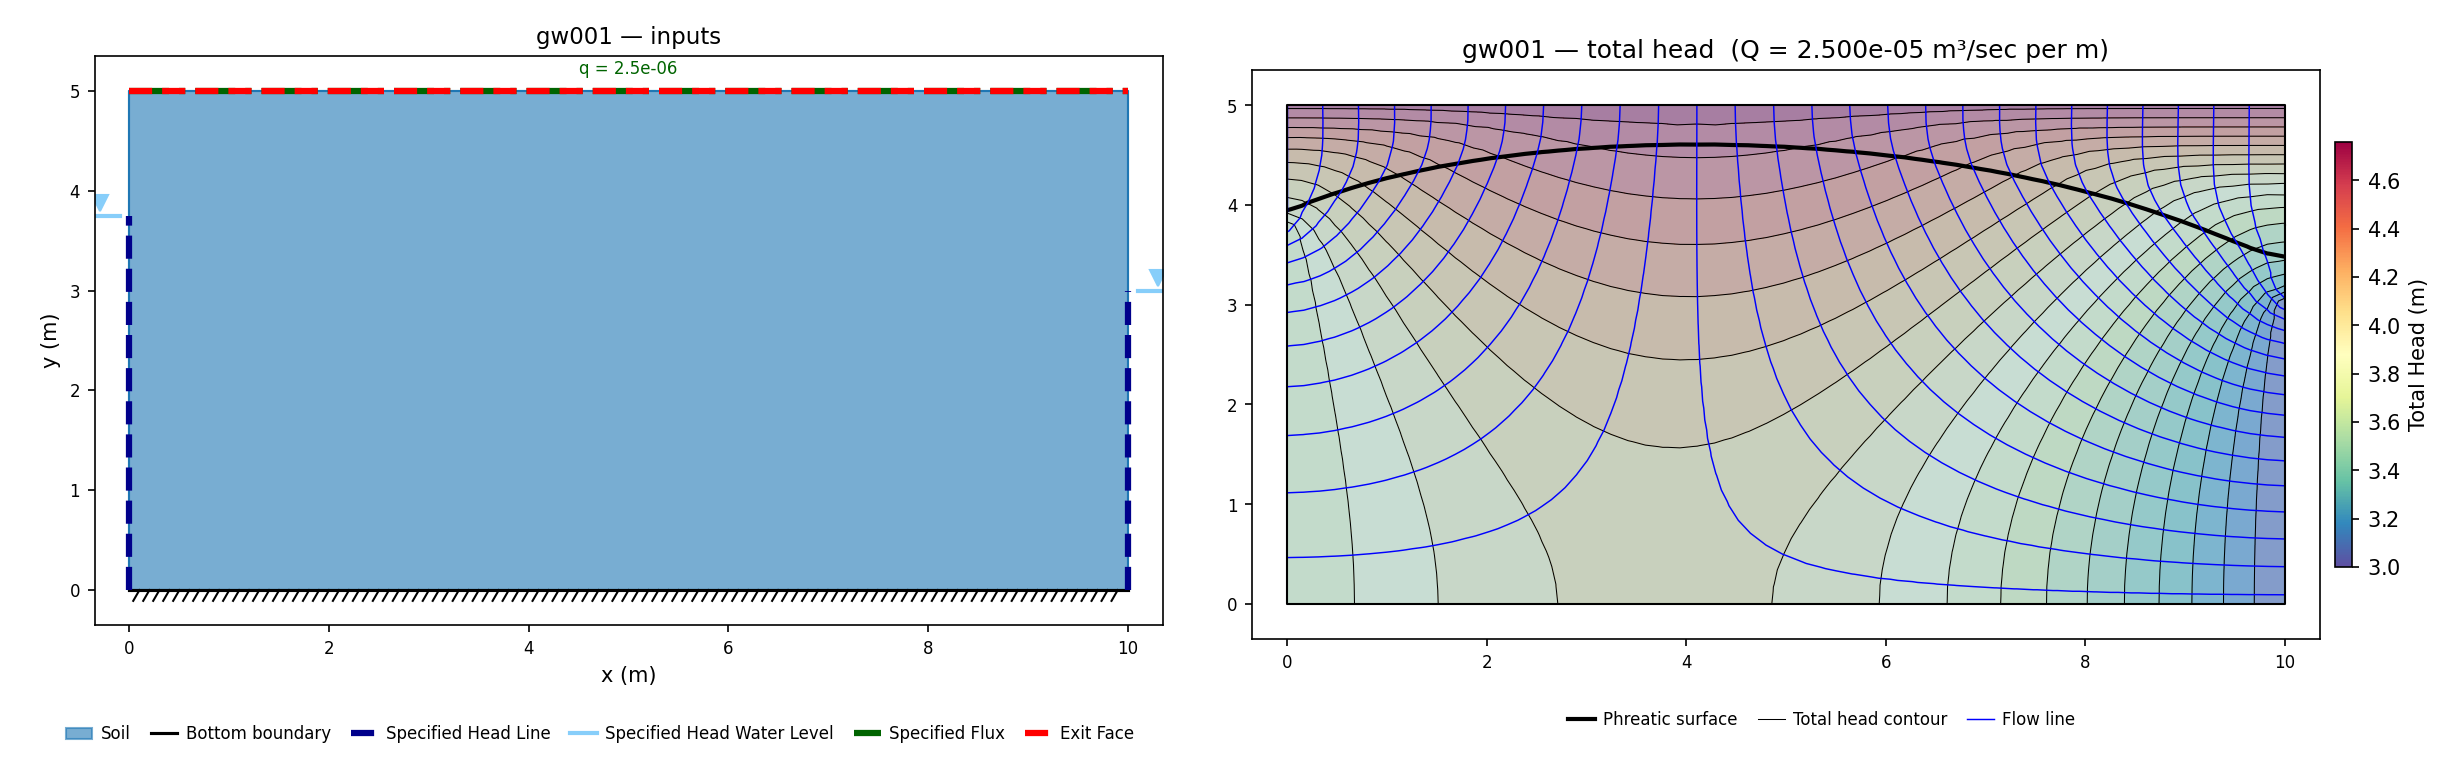 gw001 — inputs
q = 2.5e-06
5
4
3
2
1
0
y (m)
0 2 4 6 8 10
x (m)
Soil Bottom boundary Specified Head Line Specified Head Water Level Specified Flux Exit Face
gw001 — total head (Q = 2.500e-05 m³/sec per m)
5
4
3
2
1
0
0 2 4 6 8 10
4.6
4.4
4.2
4.0
3.8
3.6
3.4
3.2
3.0
Total Head (m)
Phreatic surface Total head contour Flow line